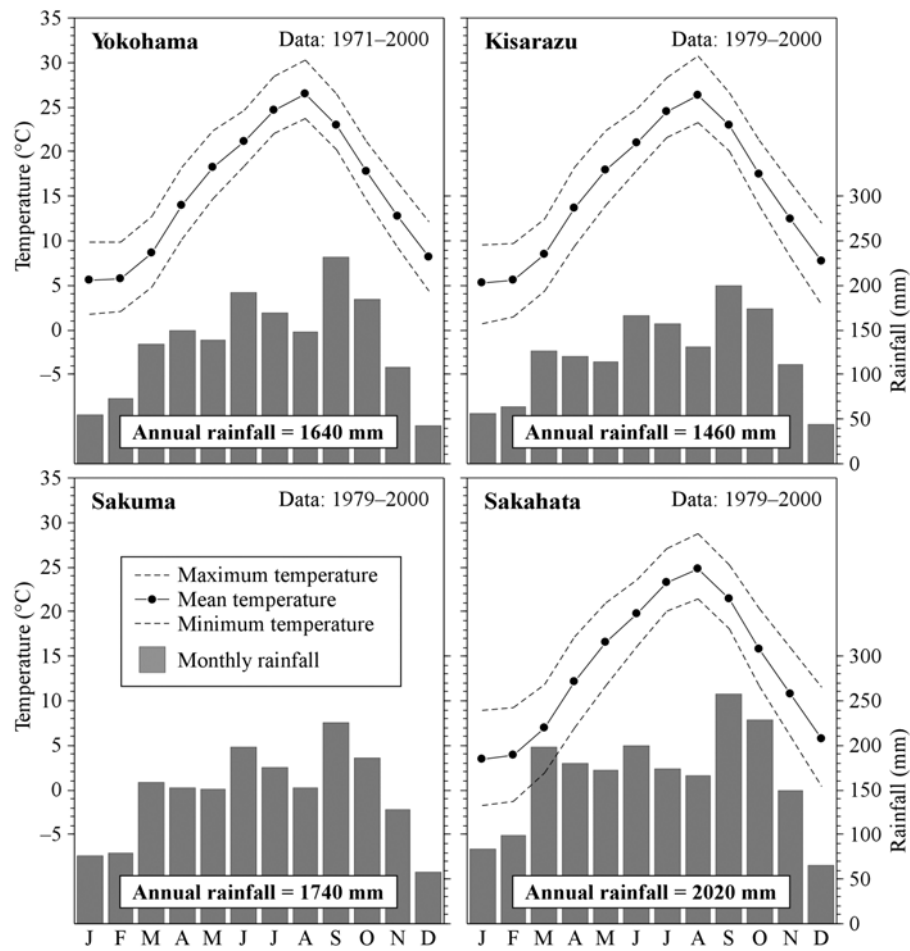 Yokohama Data: 1971–2000
Kisarazu Data: 1979–2000
35
30
25
20
15
10
5
0
–5
Temperature (°C)
300
250
200
150
100
50
0
Rainfall (mm)
Annual rainfall = 1640 mm
Annual rainfall = 1460 mm
Sakuma Data: 1979–2000
Sakahata Data: 1979–2000
35
30
25
20
15
10
5
0
–5
Temperature (°C)
Maximum temperature
Mean temperature
Minimum temperature
Monthly rainfall
300
250
200
150
100
50
0
Rainfall (mm)
Annual rainfall = 1740 mm
Annual rainfall = 2020 mm
J F M A M J J A S O N D
J F M A M J J A S O N D